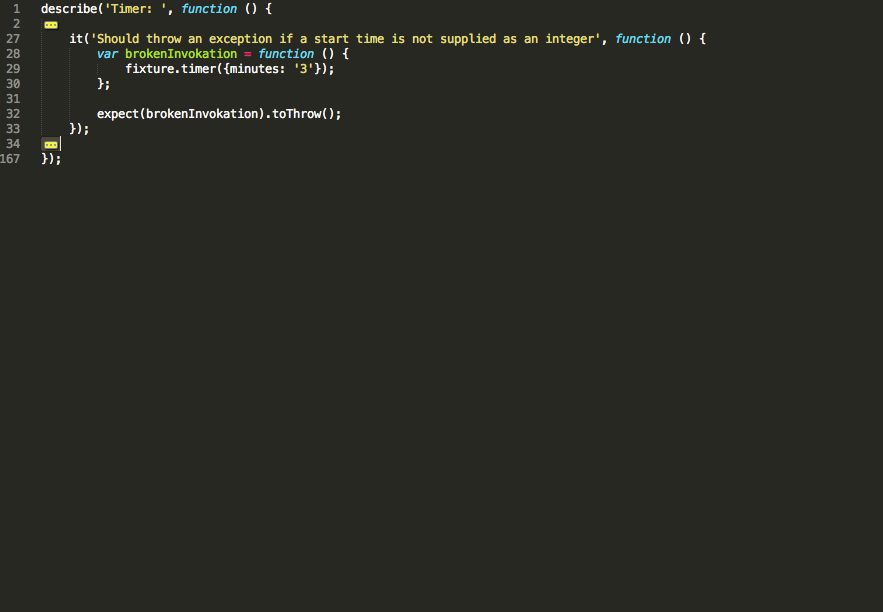 1 describe('Timer: ', function () {
2
27 it('Should throw an exception if a start time is not supplied as an integer', function () {
28 var brokenInvokation = function () {
29 fixture.timer({minutes: '3'});
30 };
31
32 expect(brokenInvokation).toThrow();
33 });
34
167 });